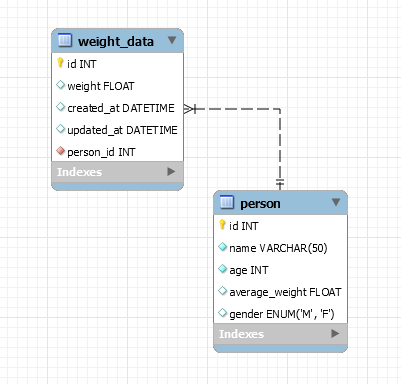 weight_data
id INT
weight FLOAT
created_at DATETIME
updated_at DATETIME
person_id INT
Indexes
person
id INT
name VARCHAR(50)
age INT
average_weight FLOAT
gender ENUM('M', 'F')
Indexes